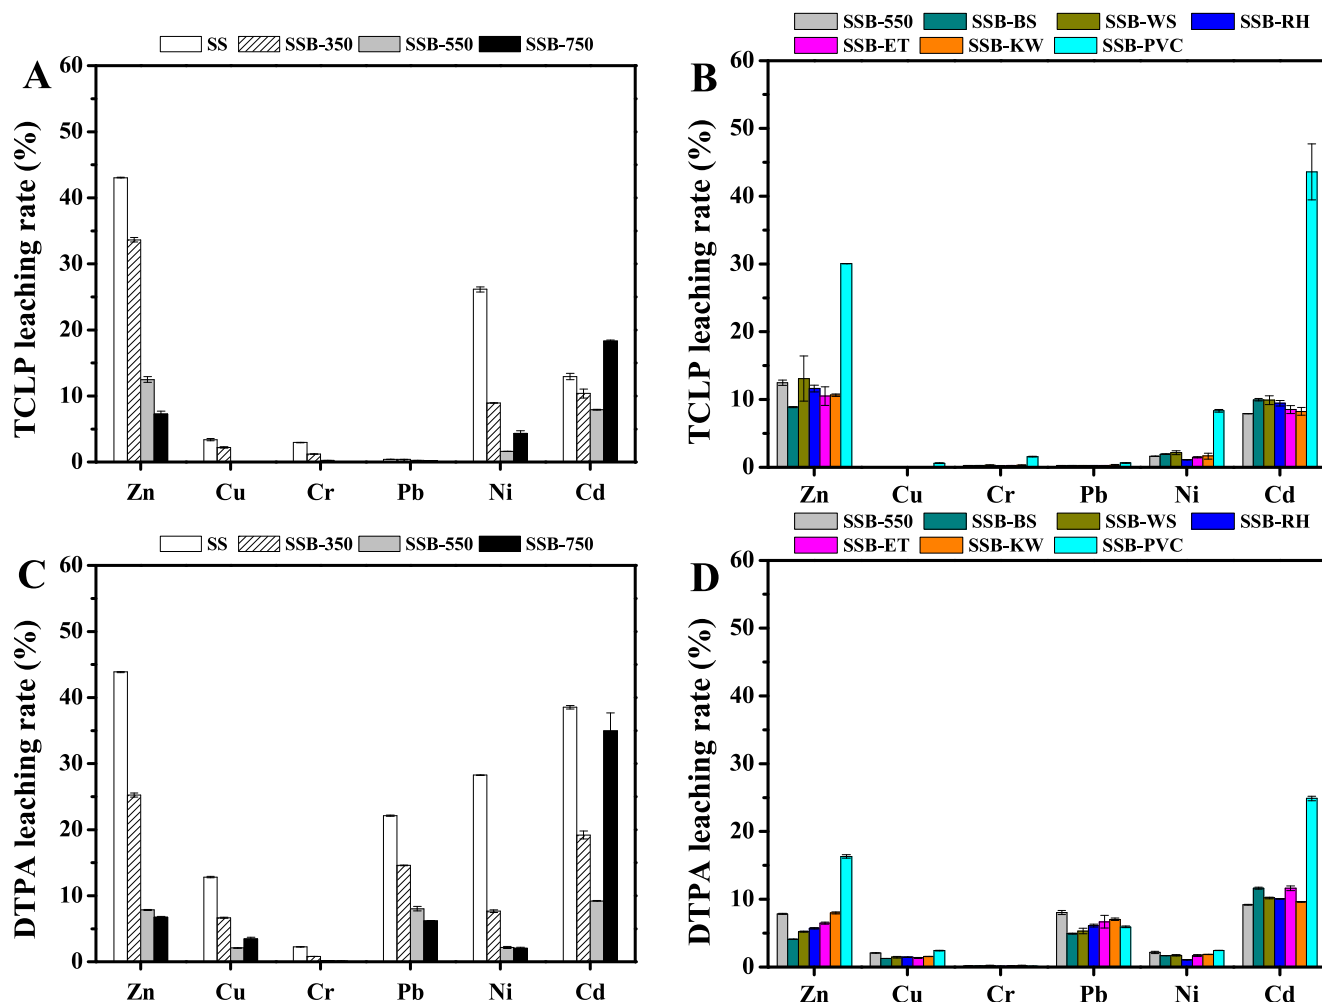 A
SS SSB-350 SSB-550 SSB-750
TCLP leaching rate (%)
60
50
40
30
20
10
0
Zn Cu Cr Pb Ni Cd
B
SSB-550 SSB-BS SSB-WS SSB-RH
SSB-ET SSB-KW SSB-PVC
TCLP leaching rate (%)
60
50
40
30
20
10
0
Zn Cu Cr Pb Ni Cd
C
SS SSB-350 SSB-550 SSB-750
DTPA leaching rate (%)
60
50
40
30
20
10
0
Zn Cu Cr Pb Ni Cd
D
SSB-550 SSB-BS SSB-WS SSB-RH
SSB-ET SSB-KW SSB-PVC
DTPA leaching rate (%)
60
50
40
30
20
10
0
Zn Cu Cr Pb Ni Cd